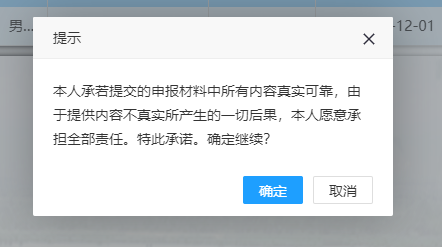 男...
-12-01
提示
本人承若提交的申报材料中所有内容真实可靠，由
于提供内容不真实所产生的一切后果，本人愿意承
担全部责任。特此承诺。确定继续？
确定
取消